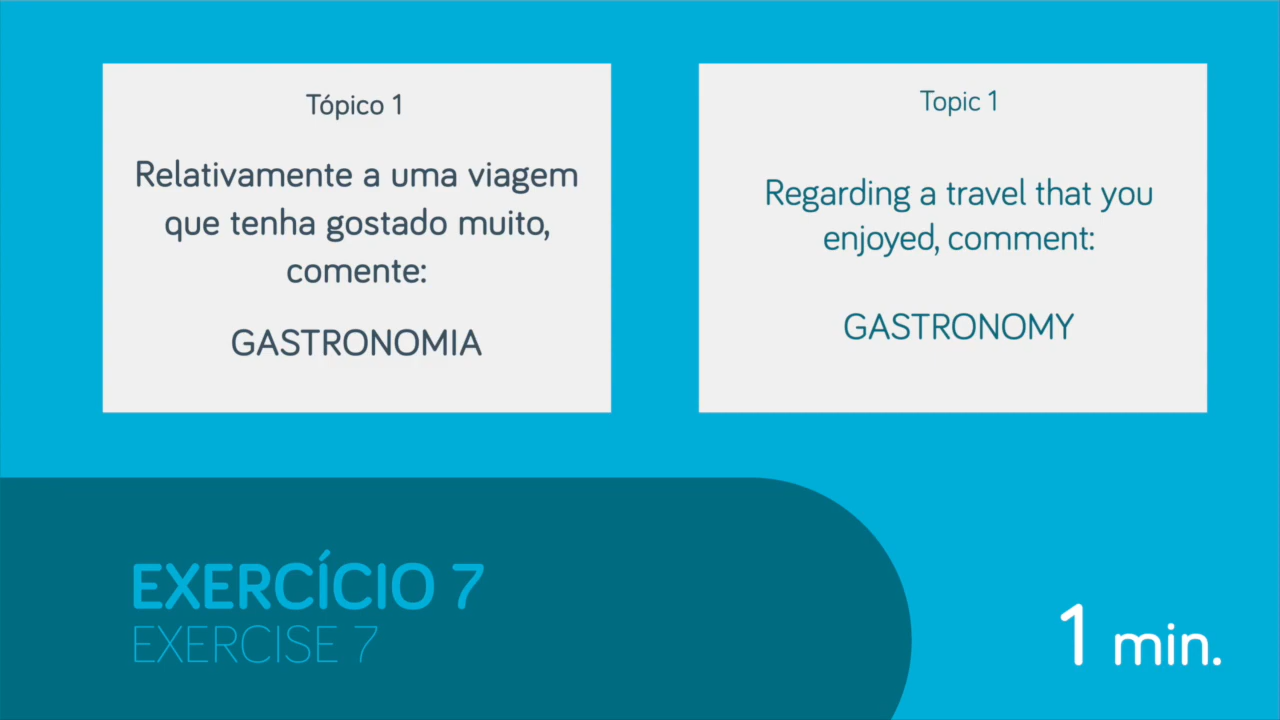 Tópico 1
Relativamente a uma viagem
que tenha gostado muito,
comente:
GASTRONOMIA
Topic 1
Regarding a travel that you
enjoyed, comment:
GASTRONOMY
EXERCÍCIO 7
EXERCISE 7
1 min.